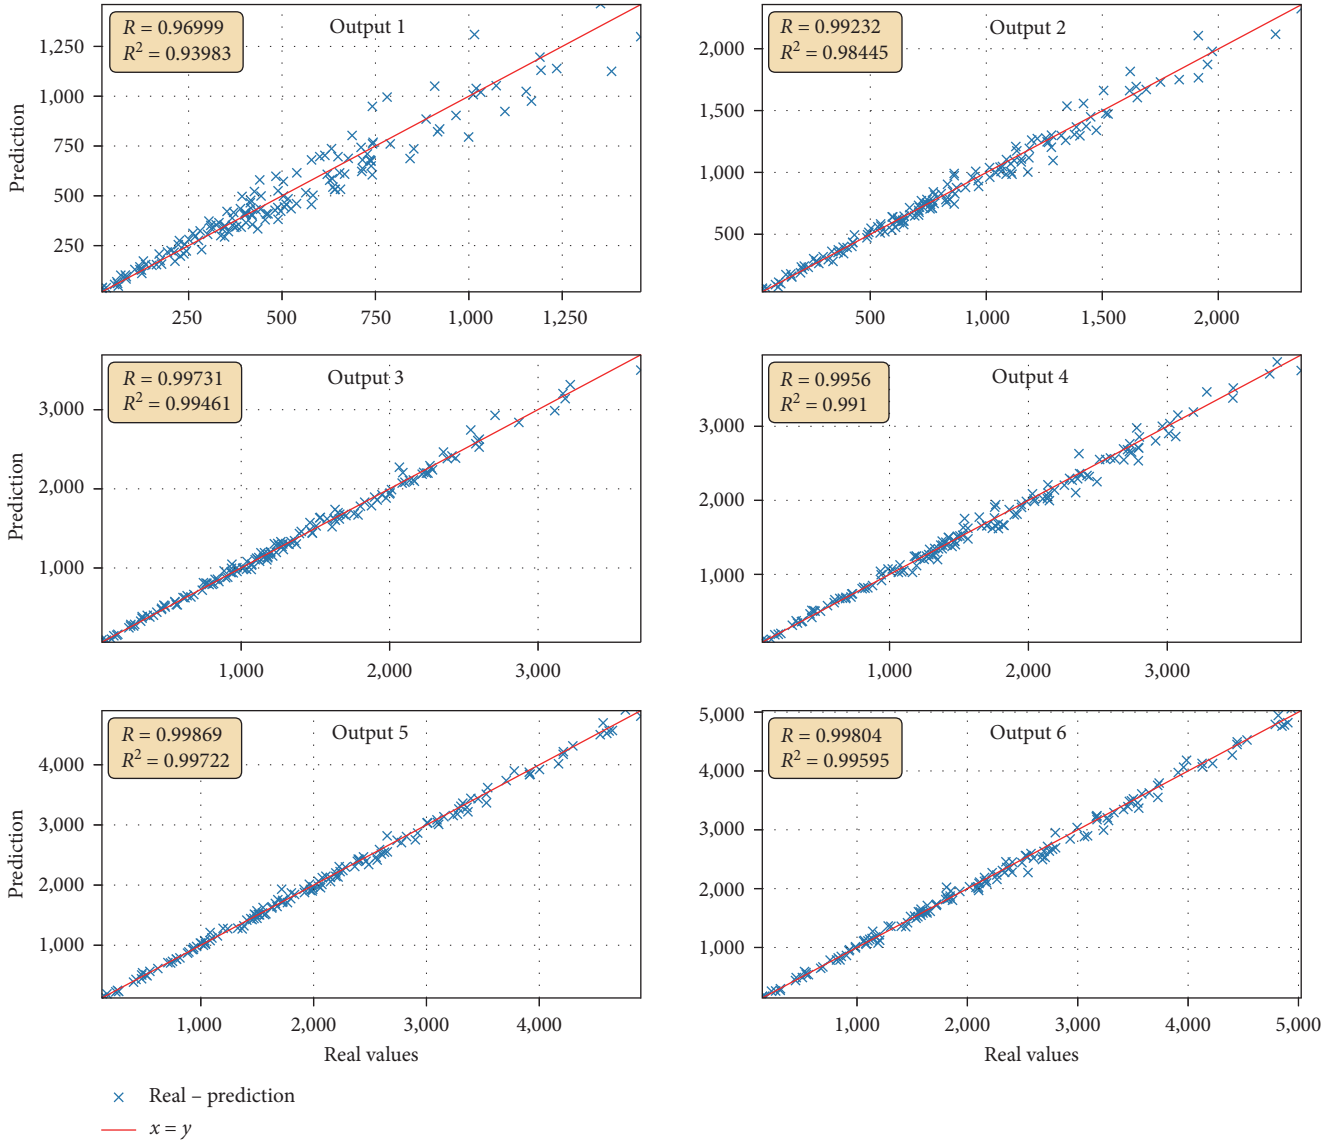 R = 0.96999
R² = 0.93983
Output 1
1,250
1,000
750
500
250
Prediction
250 500 750 1,000 1,250
R = 0.99232
R² = 0.98445
Output 2
2,000
1,500
1,000
500
500 1,000 1,500 2,000
R = 0.99731
R² = 0.99461
Output 3
3,000
2,000
1,000
Prediction
1,000 2,000 3,000
R = 0.9956
R² = 0.991
Output 4
3,000
2,000
1,000
1,000 2,000 3,000
R = 0.99869
R² = 0.99722
Output 5
4,000
3,000
2,000
1,000
Prediction
1,000 2,000 3,000 4,000
Real values
R = 0.99804
R² = 0.99595
Output 6
5,000
4,000
3,000
2,000
1,000
1,000 2,000 3,000 4,000 5,000
Real values
Real – prediction
x = y